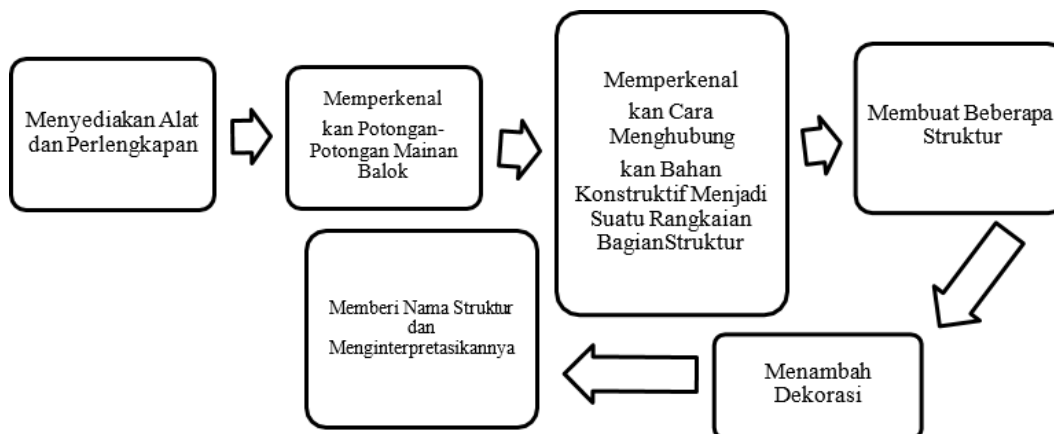 Menyediakan Alat
dan Perlengkapan
Memperkenal
kan Potongan-
Potongan Mainan
Balok
Memperkenal
kan Cara
Menghubung
kan Bahan
Konstruktif Menjadi
Suatu Rangkaian
BagianStruktur
Membuat Beberapa
Struktur
Menambah
Dekorasi
Memberi Nama Struktur
dan
Menginterpretasikannya